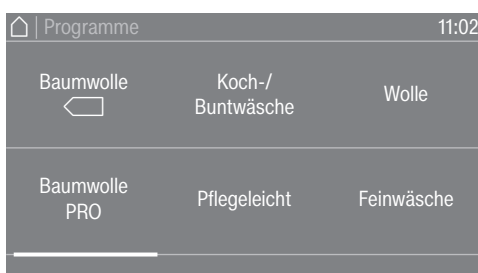 Programme
11:02
Baumwolle
Koch-/
Buntwäsche
Wolle
Baumwolle
PRO
Pflegeleicht
Feinwäsche